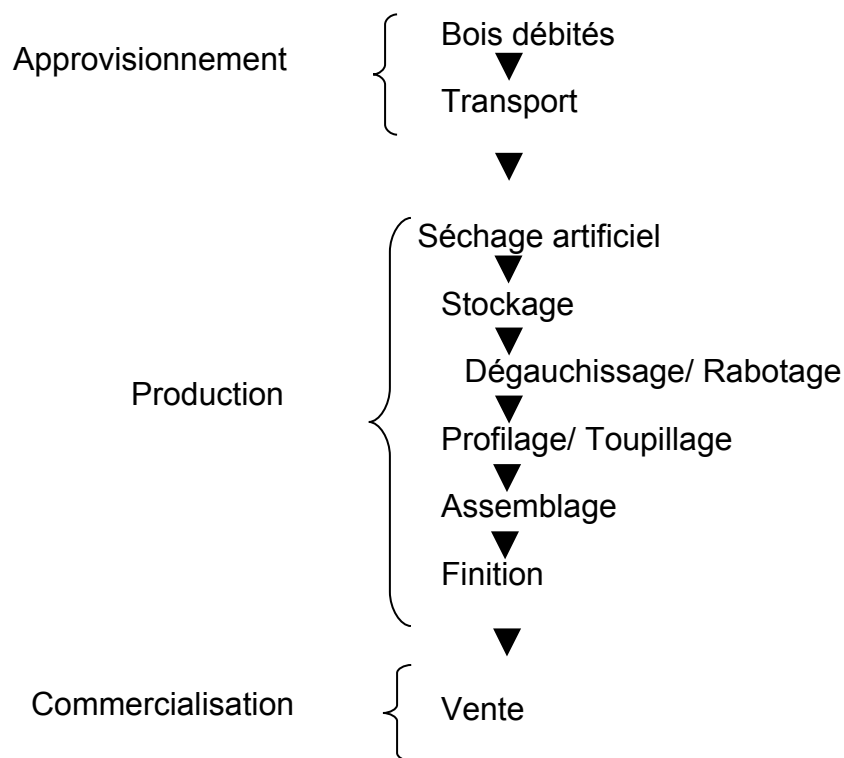 Bois débités
Approvisionnement
Transport
Séchage artificiel
Stockage
Dégauchissage/ Rabotage
Production
Profilage/ Toupillage
Assemblage
Finition
Commercialisation
Vente